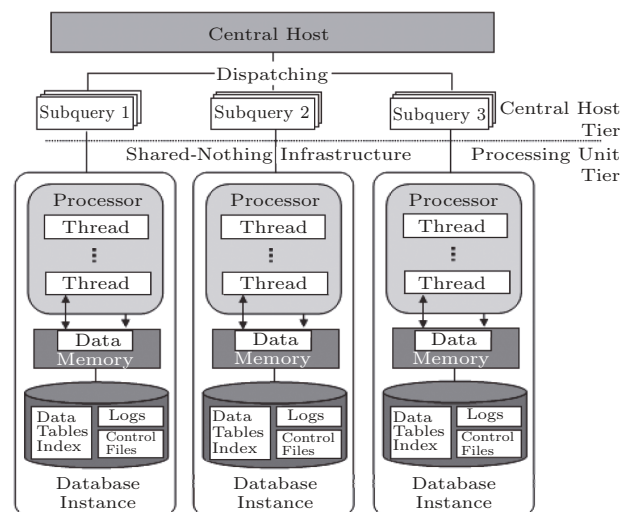 Central Host
Dispatching
Subquery 1
Subquery 2
Subquery 3
Central Host
Tier
Shared-Nothing Infrastructure
Processing Unit
Tier
Processor
Thread
...
Thread
Data
Memory
Data
Tables
Index
Logs
Control
Files
Database
Instance
Processor
Thread
...
Thread
Data
Memory
Data
Tables
Index
Logs
Control
Files
Database
Instance
Processor
Thread
...
Thread
Data
Memory
Data
Tables
Index
Logs
Control
Files
Database
Instance